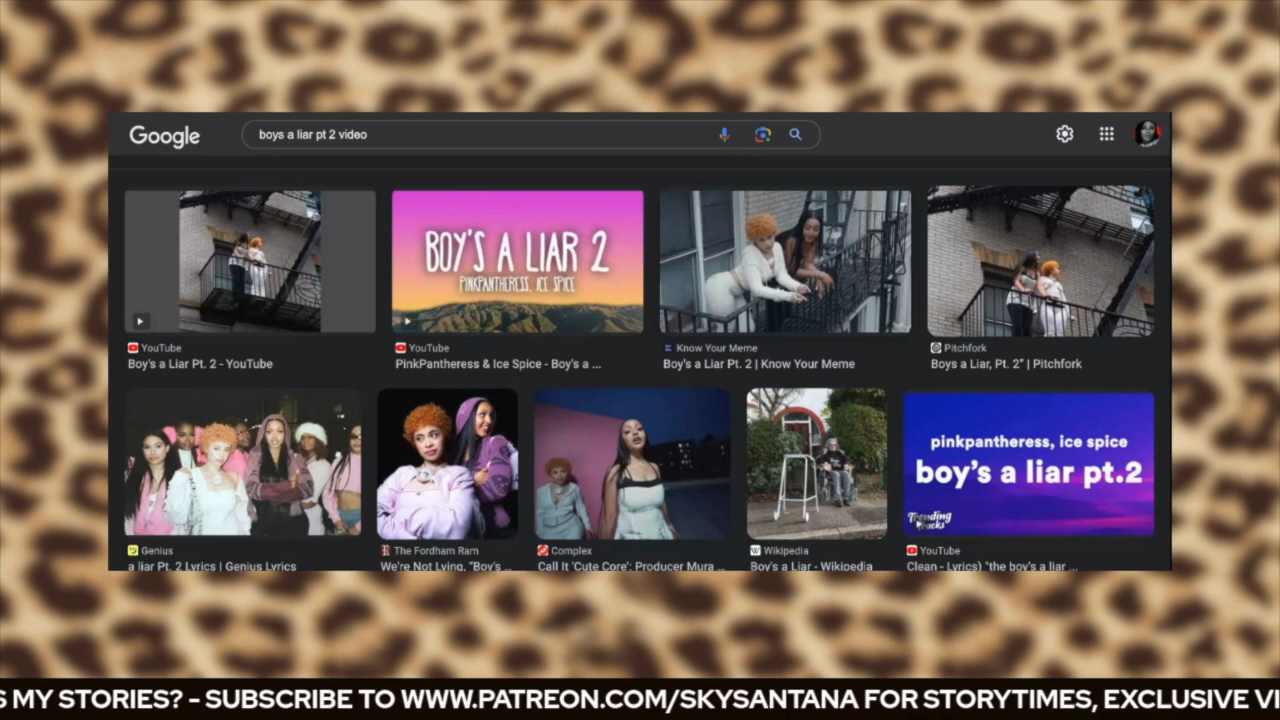 Google
boys a liar pt 2 video
BOY'S A LIAR 2
PINKPANTHERESS, ICE SPICE
YouTube
Boy's a Liar Pt. 2 - YouTube
YouTube
PinkPantheress & Ice Spice - Boy's a ...
Know Your Meme
Boy's a Liar Pt. 2 | Know Your Meme
Pitchfork
Boys a Liar, Pt. 2” | Pitchfork
pinkpantheress, ice spice
boy's a liar pt.2
Trending Tracks
Genius
a liar Pt. 2 Lyrics | Genius Lyrics
The Fordham Ram
We're Not Lying, “Boy's ...
Complex
Call It 'Cute Core': Producer Mura ...
Wikipedia
Boy's a Liar - Wikipedia
YouTube
Clean - Lyrics) "the boy's a liar ...
S MY STORIES? - SUBSCRIBE TO WWW.PATREON.COM/SKYSANTANA FOR STORYTIMES, EXCLUSIVE VI